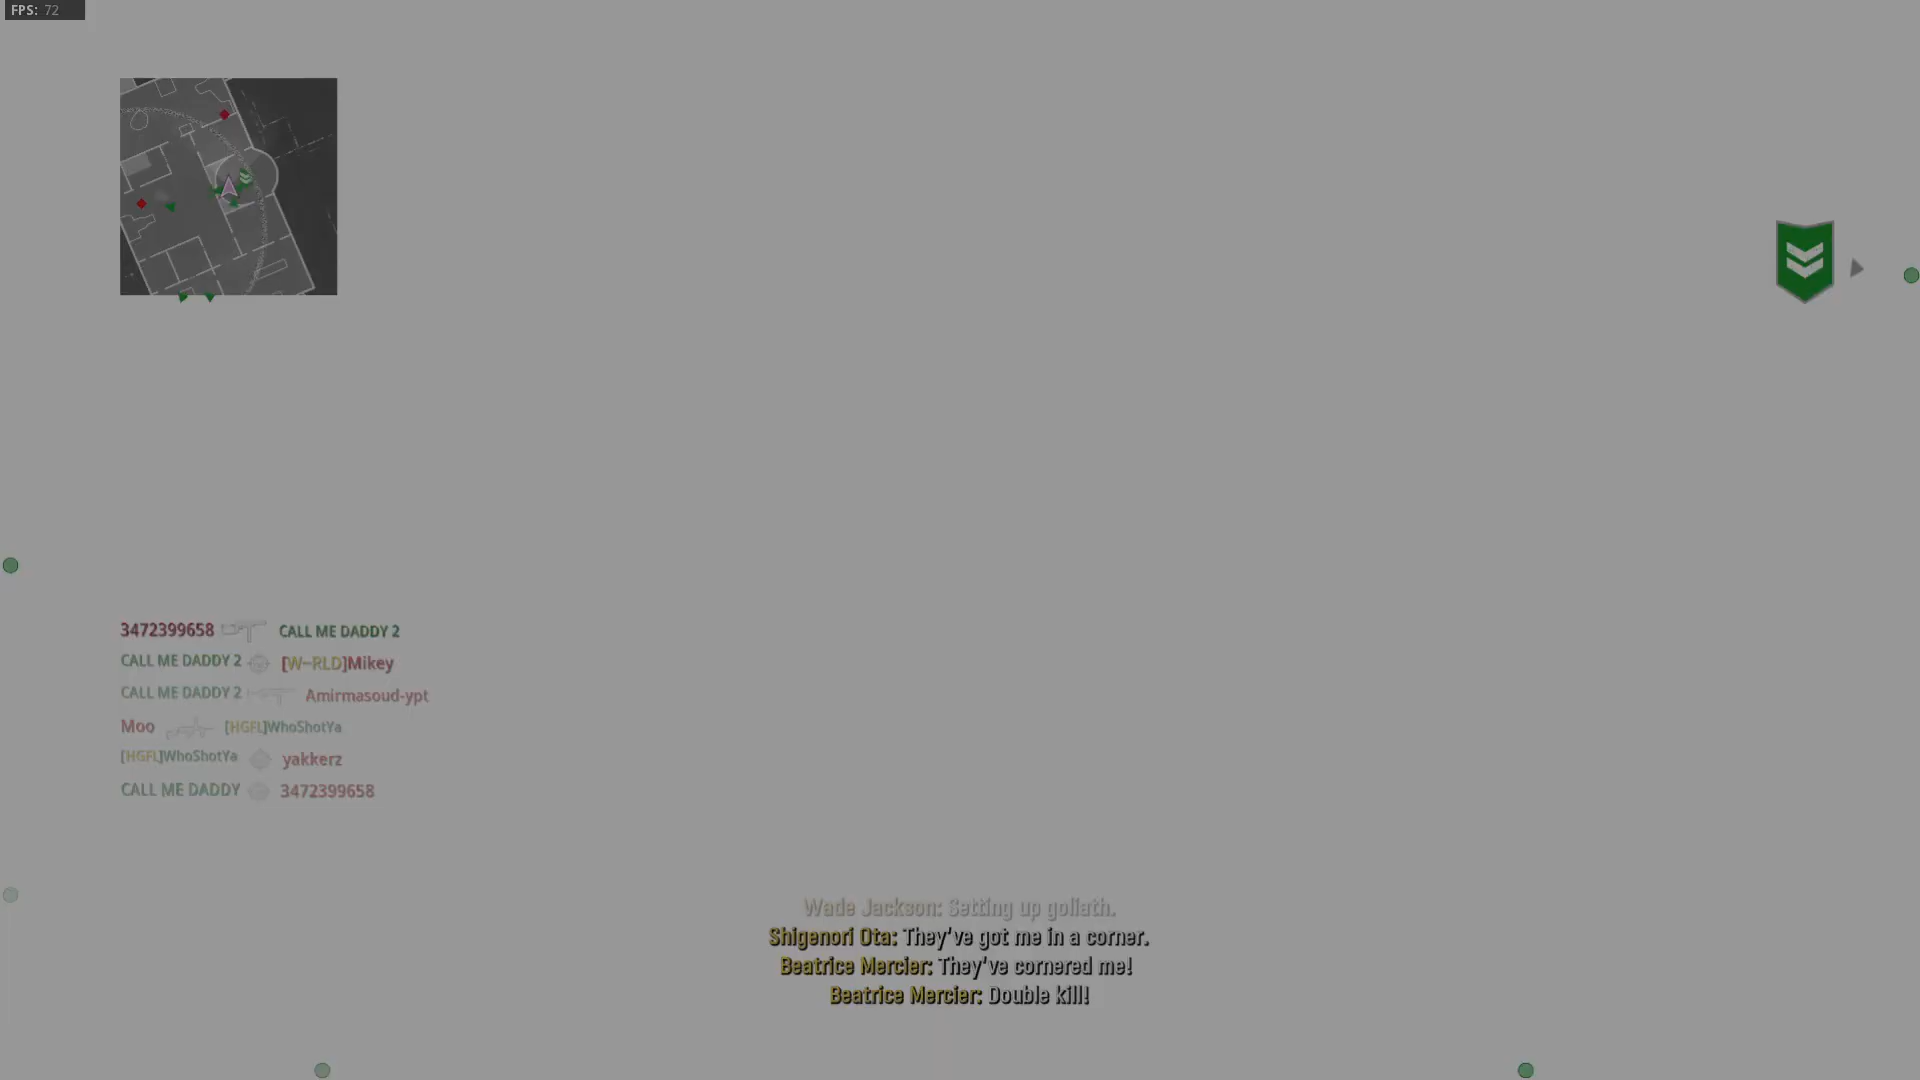 FPS: 72
3472399658 CALL ME DADDY 2
CALL ME DADDY 2 [W-RLD]Mikey
CALL ME DADDY 2 Amirmasoud-ypt
Moo [HGFL]WhoShotYa
[HGFL]WhoShotYa yakkerz
CALL ME DADDY 3472399658
Wade Jackson: Setting up goliath.
Shigenori Ota: They've got me in a corner.
Beatrice Mercier: They've cornered me!
Beatrice Mercier: Double kill!